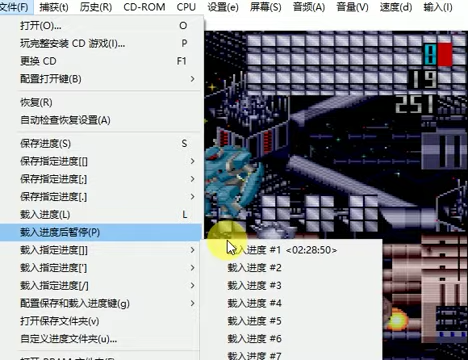 文件(F) 捕获(t) 历史(R) CD-ROM CPU 设置(e) 屏幕(S) 音频(A) 音量(V) 速度(d) 输入(I)
打开(O)... O
玩完整安装 CD 游戏(I)... P
更换 CD F1
配置打开键(B) >
恢复(R)
自动检查恢复设置(A)
保存进度(S) S
保存指定进度([) >
保存指定进度(;) >
保存指定进度(.) >
载入进度(L) L
载入进度后暂停(P)
载入指定进度(]) >
载入指定进度(') >
载入指定进度(/) >
配置保存和载入进度键(g) >
打开保存文件夹(v)
自定义进度文件夹(u)...
载入进度 #1 <02:28:50>
载入进度 #2
载入进度 #3
载入进度 #4
载入进度 #5
载入进度 #6
载入进度 #7
8
19
251